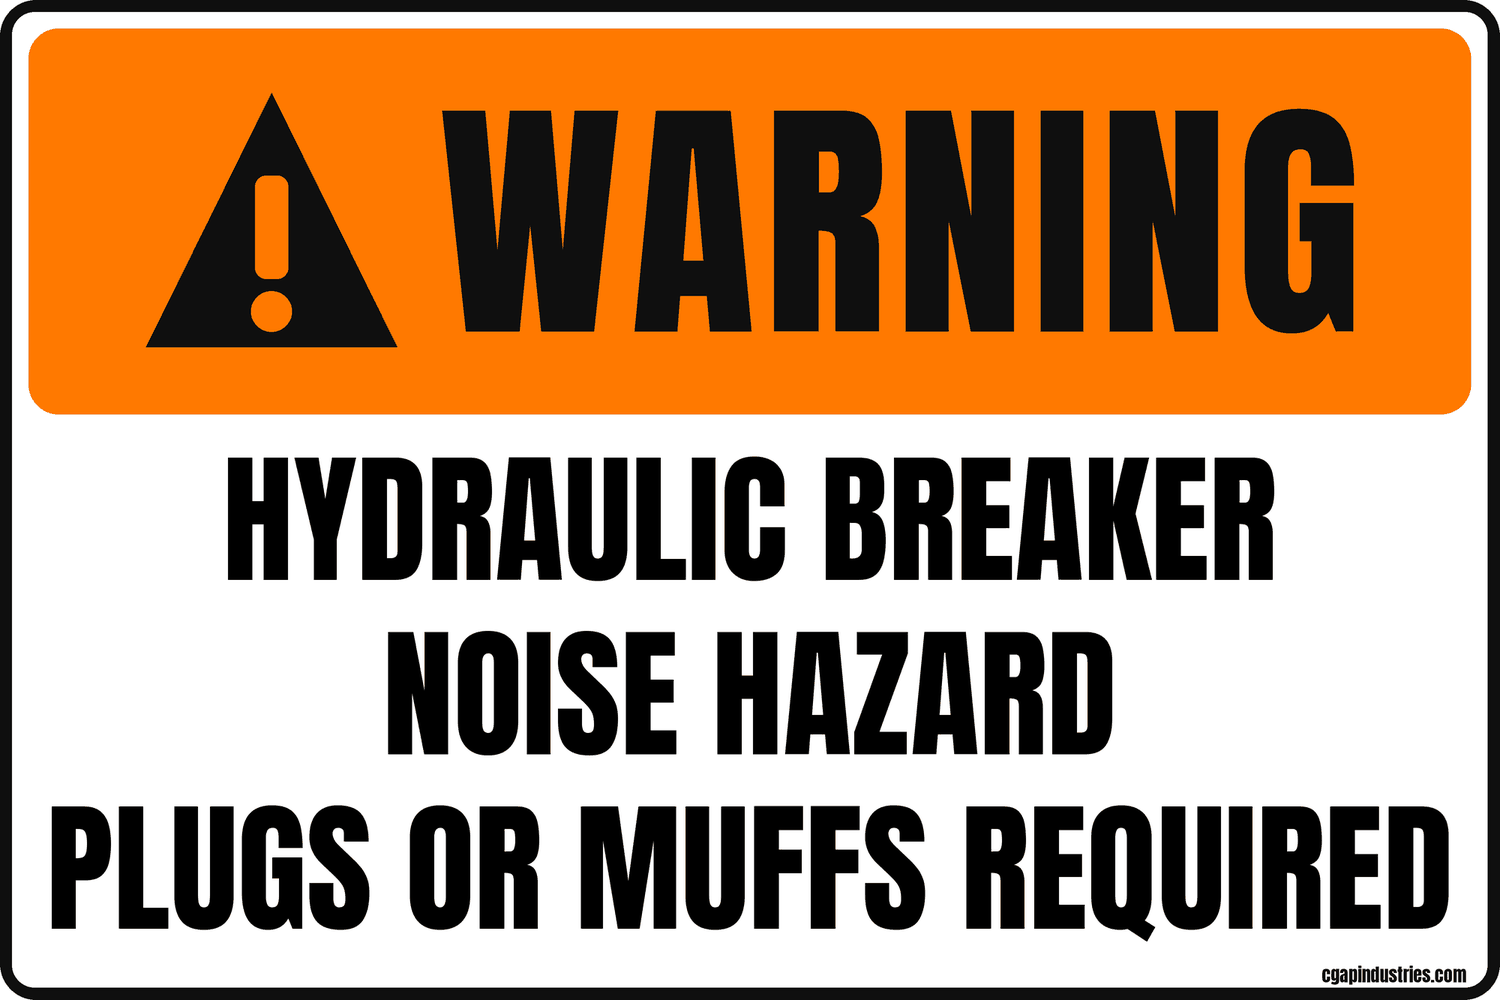 WARNING
HYDRAULIC BREAKER
NOISE HAZARD
PLUGS OR MUFFS REQUIRED
cgapindustries.com